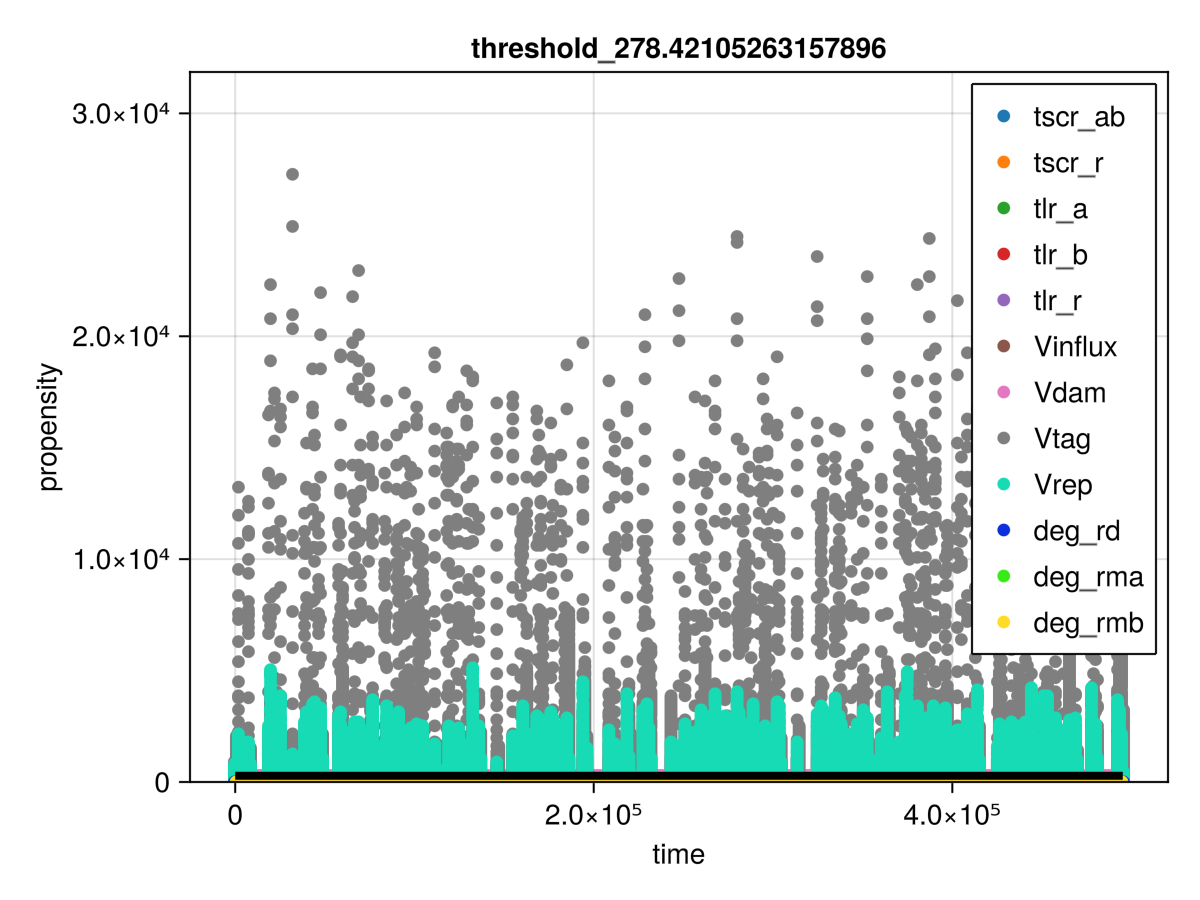 threshold_278.42105263157896
3.0×10⁴
2.0×10⁴
1.0×10⁴
0
propensity
0
2.0×10⁵
4.0×10⁵
time
tscr_ab
tscr_r
tlr_a
tlr_b
tlr_r
Vinflux
Vdam
Vtag
Vrep
deg_rd
deg_rma
deg_rmb